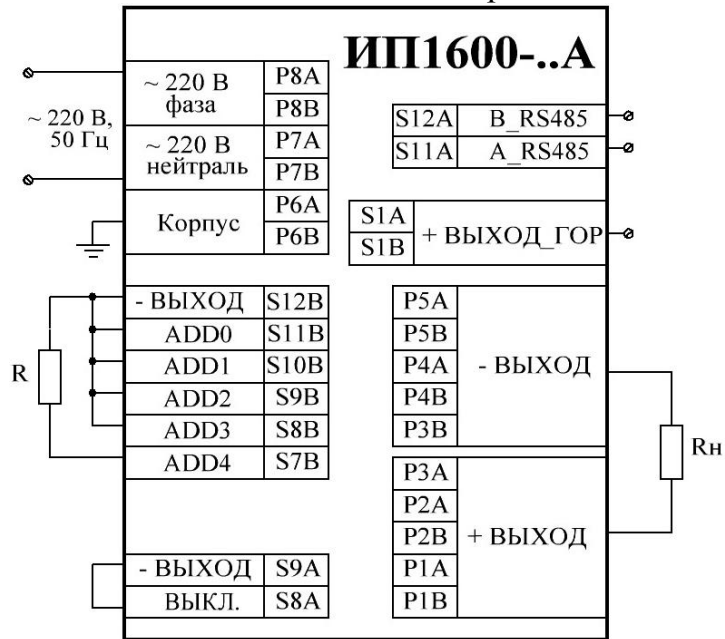 ИП1600-..А
~ 220 В,
50 Гц
~ 220 В
фаза
P8A
P8B
~ 220 В
нейтраль
P7A
P7B
Корпус
P6A
P6B
S12A B_RS485
S11A A_RS485
S1A
S1B
+ ВЫХОД_ГОР
R
- ВЫХОД S12B
ADD0 S11B
ADD1 S10B
ADD2 S9B
ADD3 S8B
ADD4 S7B
P5A
P5B
P4A
P4B
P3B
- ВЫХОД
P3A
P2A
P2B
P1A
P1B
+ ВЫХОД
Rн
- ВЫХОД S9A
ВЫКЛ. S8A